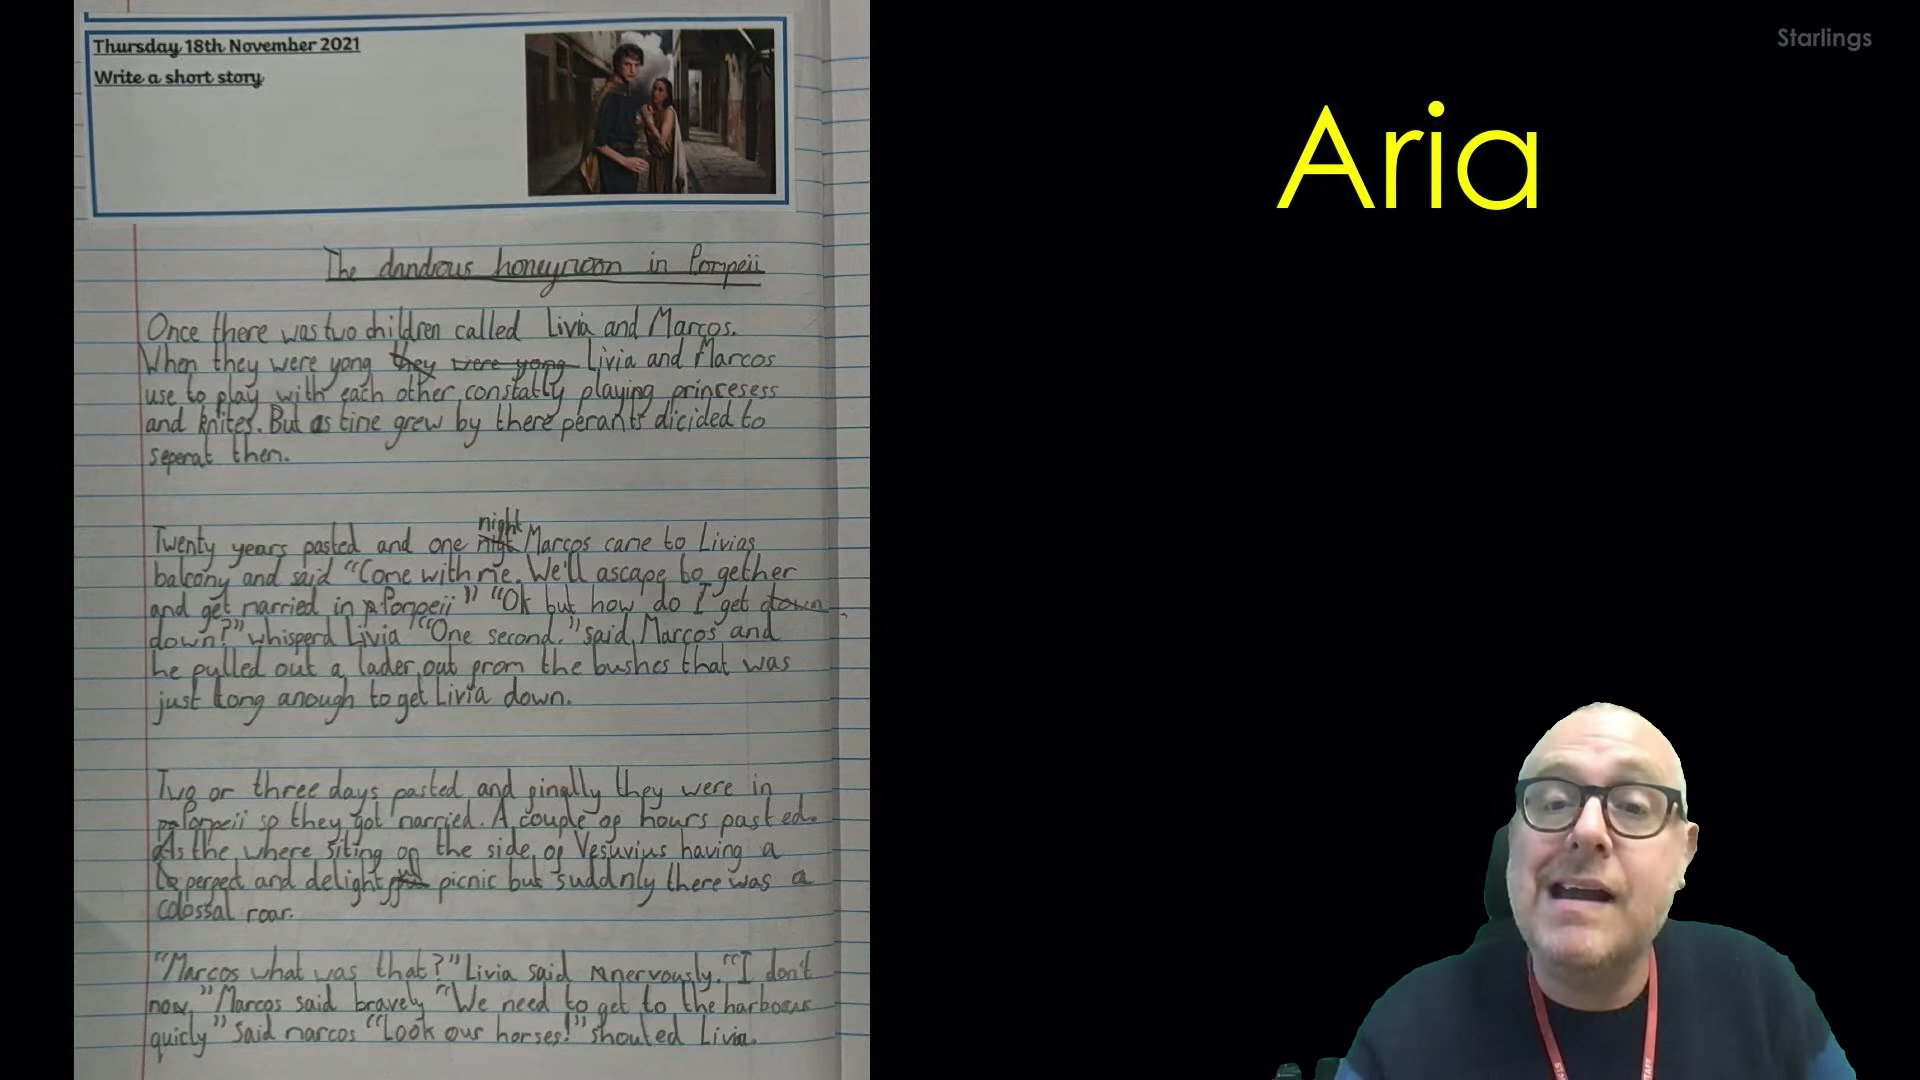 Thursday 18th November 2021
Write a short story
The dandrous honeymoon in Pompeii
Once there was two children called Livia and Marcos.
When they were yong they were yong Livia and Marcos
use to play with each other constatly playing princesess
and knites. But as time grew by there perants dicided to
seperat them.
Twenty years pasted and one night Marcos came to Livias
balcony and said “Come with me. We'll ascape to gether
and get married in Pompeii” “Ok but how do I get down
down?” whisperd Livia “One second.” said Marcos and
he pulled out a lader out from the bushes that was
just long anough to get Livia down.
Two or three days pasted and finally they were in
Pompeii so they got married. A couple of hours pasted.
As the where siting on the side of Vesuvius having a
perfect and delightful picnic but suddnly there was a
colossal roar.
“Marcos what was that?” Livia said nervously. “I don't
now” Marcos said bravely “We need to get to the harbour
quicly” Said marcos “Look our horses!” shouted Livia.
Starlings
Aria
STAFF